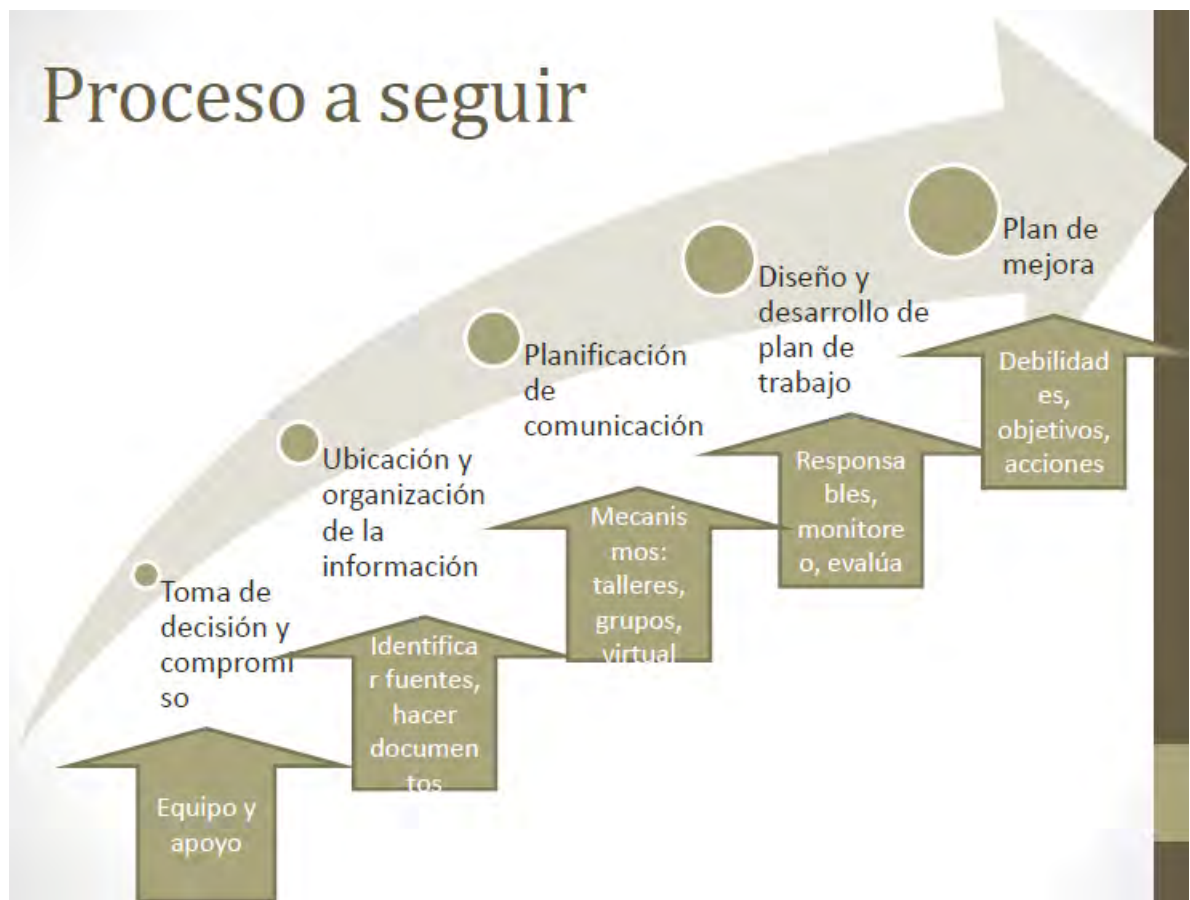 Proceso a seguir
Toma de
decisión y
compromi
so
Equipo y
apoyo
Ubicación y
organización
de la
información
Identifica
r fuentes,
hacer
documen
tos
Planificación
de
comunicación
Mecanis
mos:
talleres,
grupos,
virtual
Diseño y
desarrollo de
plan de
trabajo
Responsa
bles,
monitore
o, evalúa
Plan de
mejora
Debilidad
es,
objetivos,
acciones